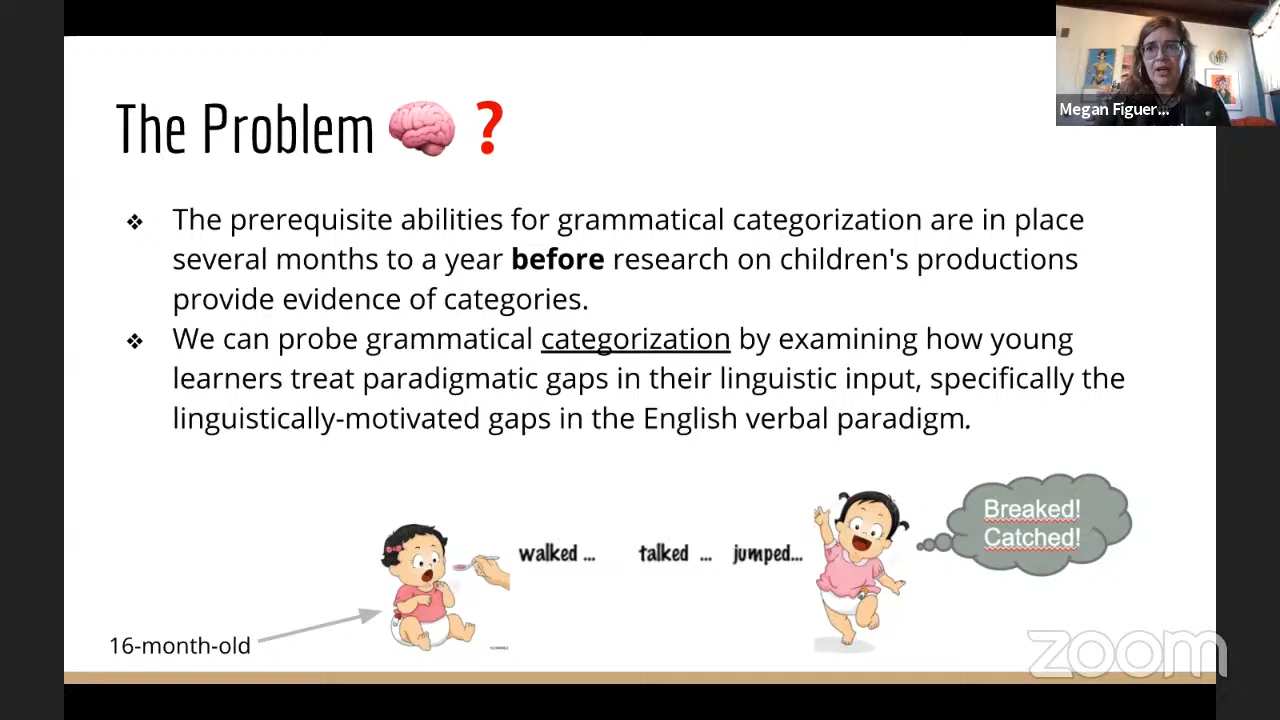 Megan Figuer...
The Problem
❖ The prerequisite abilities for grammatical categorization are in place
several months to a year before research on children's productions
provide evidence of categories.
❖ We can probe grammatical categorization by examining how young
learners treat paradigmatic gaps in their linguistic input, specifically the
linguistically-motivated gaps in the English verbal paradigm.
Breaked!
Catched!
walked ... talked ... jumped...
16-month-old
zoom